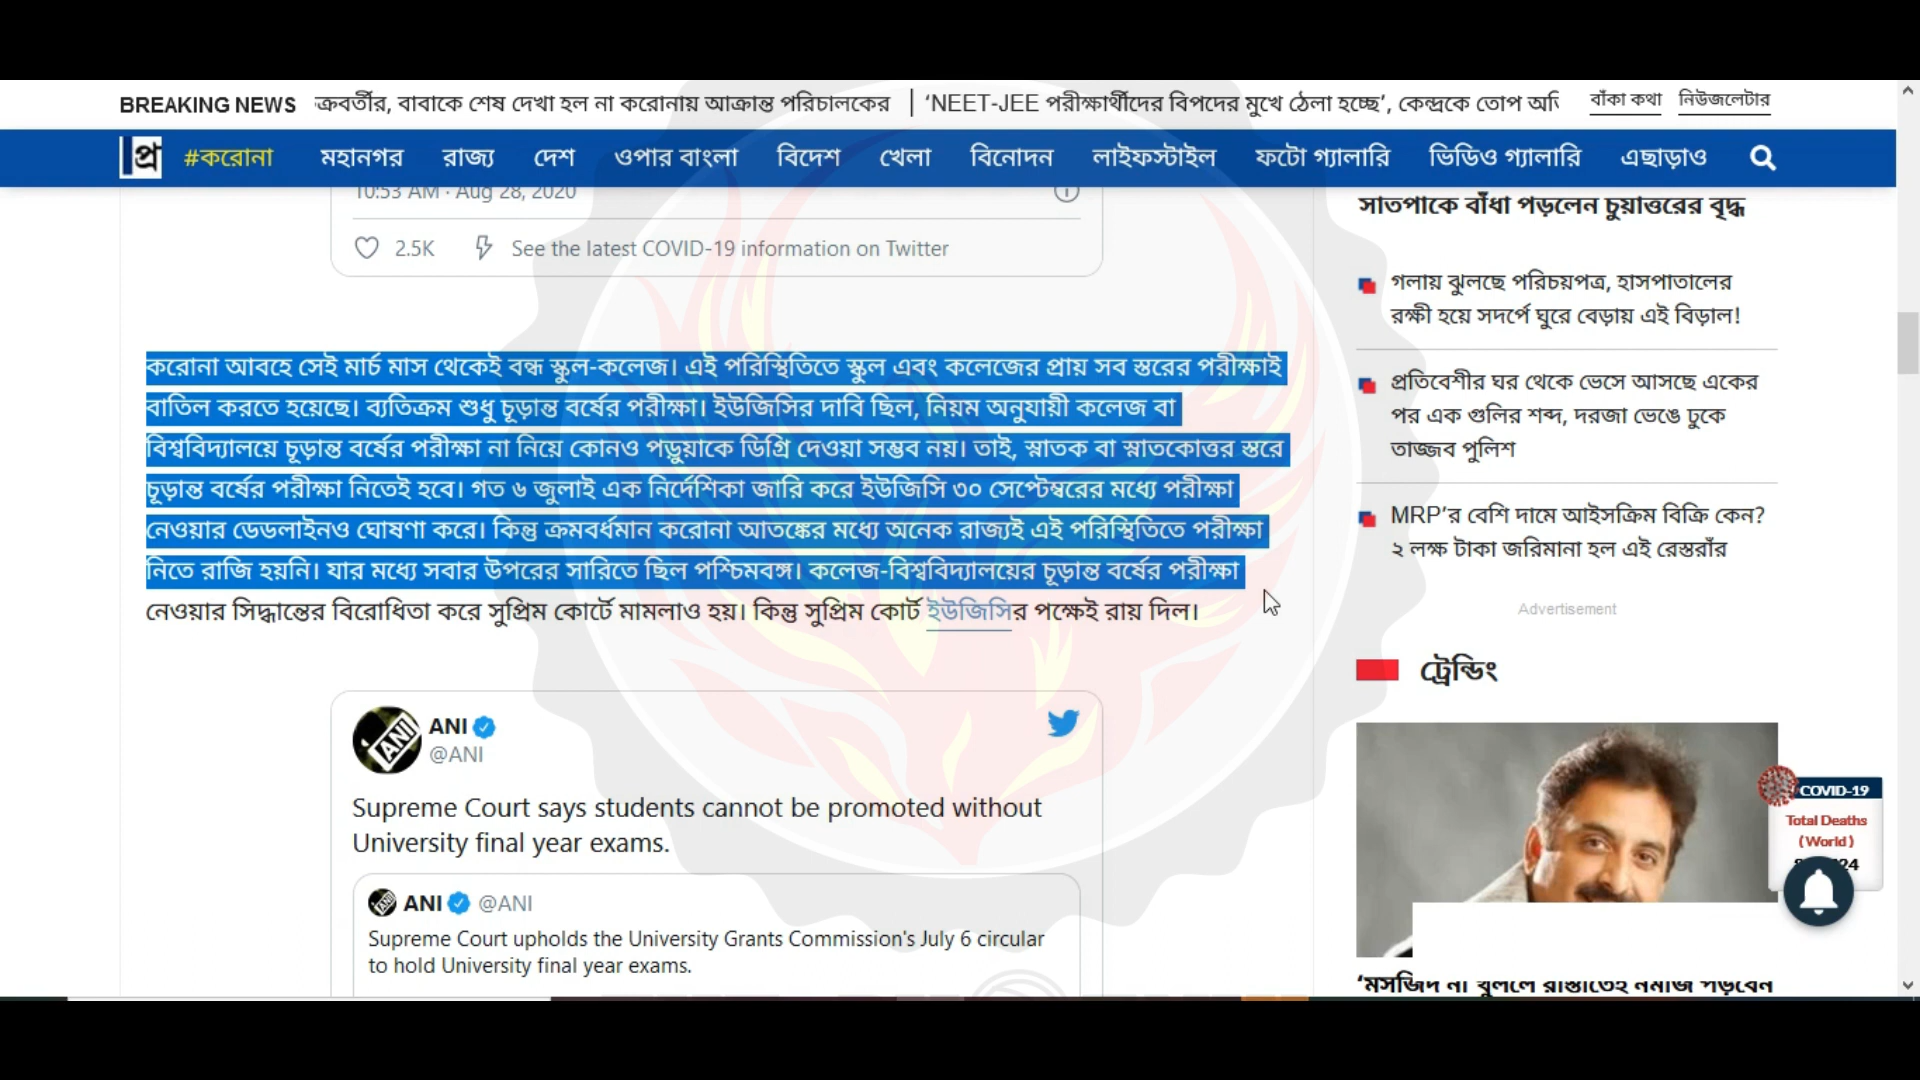 BREAKING NEWS ক্রবর্তীর, বাবাকে শেষ দেখা হল না করোনায় আক্রান্ত পরিচালকের | ‘NEET-JEE পরীক্ষার্থীদের বিপদের মুখে ঠেলা হচ্ছে’, কেন্দ্রকে তোপ বাঁকা কথা নিউজলেটার
প্র #করোনা মহানগর রাজ্য দেশ ওপার বাংলা বিদেশ খেলা বিনোদন লাইফস্টাইল ফটো গ্যালারি ভিডিও গ্যালারি এছাড়াও
10:53 AM · Aug 28, 2020
2.5K See the latest COVID-19 information on Twitter
করোনা আবহে সেই মার্চ মাস থেকেই বন্ধ স্কুল-কলেজ। এই পরিস্থিতিতে স্কুল এবং কলেজের প্রায় সব স্তরের পরীক্ষাই
বাতিল করতে হয়েছে। ব্যতিক্রম শুধু চূড়ান্ত বর্ষের পরীক্ষা। ইউজিসির দাবি ছিল, নিয়ম অনুযায়ী কলেজ বা
বিশ্ববিদ্যালয়ে চূড়ান্ত বর্ষের পরীক্ষা না নিয়ে কোনও পড়ুয়াকে ডিগ্রি দেওয়া সম্ভব নয়। তাই, স্নাতক বা স্নাতকোত্তর স্তরে
চূড়ান্ত বর্ষের পরীক্ষা নিতেই হবে। গত ৬ জুলাই এক নির্দেশিকা জারি করে ইউজিসি ৩০ সেপ্টেম্বরের মধ্যে পরীক্ষা
নেওয়ার ডেডলাইনও ঘোষণা করে। কিন্তু ক্রমবর্ধমান করোনা আতঙ্কের মধ্যে অনেক রাজ্যই এই পরিস্থিতিতে পরীক্ষা
নিতে রাজি হয়নি। যার মধ্যে সবার উপরের সারিতে ছিল পশ্চিমবঙ্গ। কলেজ-বিশ্ববিদ্যালয়ের চূড়ান্ত বর্ষের পরীক্ষা
নেওয়ার সিদ্ধান্তের বিরোধিতা করে সুপ্রিম কোর্টে মামলাও হয়। কিন্তু সুপ্রিম কোর্ট ইউজিসির পক্ষেই রায় দিল।
ANI
@ANI
Supreme Court says students cannot be promoted without
University final year exams.
ANI @ANI
Supreme Court upholds the University Grants Commission's July 6 circular
to hold University final year exams.
সাতপাকে বাঁধা পড়লেন চুয়াত্তরের বৃদ্ধ
গলায় ঝুলছে পরিচয়পত্র, হাসপাতালের
রক্ষী হয়ে সদর্পে ঘুরে বেড়ায় এই বিড়াল!
প্রতিবেশীর ঘর থেকে ভেসে আসছে একের
পর এক গুলির শব্দ, দরজা ভেঙে ঢুকে
তাজ্জব পুলিশ
MRP’র বেশি দামে আইসক্রিম বিক্রি কেন?
২ লক্ষ টাকা জরিমানা হল এই রেস্তরাঁর
Advertisement
ট্রেন্ডিং
COVID-19
Total Deaths
(World)
‘মসজিদ না খুললে রাস্তাতেই নমাজ পড়বেন